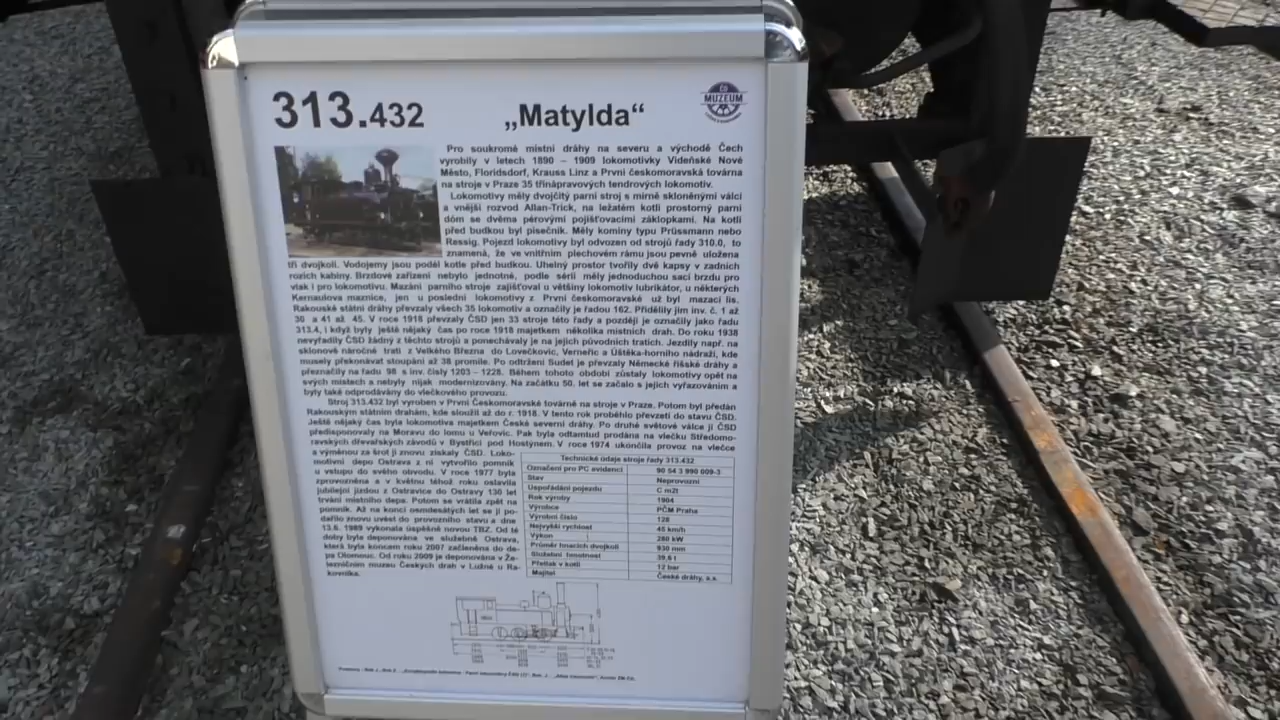 313.432 „Matylda“
ČD
MUZEUM
Pro soukromé místní dráhy na severu a východě Čech
vyrobily v letech 1890 – 1909 lokomotivky Vídeňské Nové
Město, Floridsdorf, Krauss Linz a První českomoravská továrna
na stroje v Praze 35 třínápravových tendrových lokomotiv.
Lokomotivy měly dvojčitý parní stroj s mírně skloněnými válci
a vnější rozvod Allan-Trick, na ležatém kotli prostorný parní
dóm se dvěma pérovými pojišťovacími záklopkami. Na kotli
před budkou byl písečník. Měly komíny typu Prüssmann nebo
Ressig. Pojezd lokomotivy byl odvozen od strojů řady 310.0, to
znamená, že ve vnitřním plechovém rámu jsou pevně uložena
tři dvojkolí. Vodojemy jsou podél kotle před budkou. Uhelný prostor tvořily dvě kapsy v zadních
rozích kabiny. Brzdové zařízení nebylo jednotné, podle sérií měly jednoduchou sací brzdu pro
vlak i pro lokomotivu. Mazání parního stroje zajišťoval u většiny lokomotiv lubrikátor, u některých
Kernaulova maznice, jen u poslední lokomotivy z První českomoravské už byl mazací lis.
Rakouské státní dráhy převzaly všech 35 lokomotiv a označily je řadou 162. Přidělily jim inv. č. 1 až
30 a 41 až 45. V roce 1918 převzaly ČSD jen 33 stroje této řady a později je označily jako řadu
313.4, i když byly ještě nějaký čas po roce 1918 majetkem několika místních drah. Do roku 1938
nevyřadily ČSD žádný z těchto strojů a ponechávaly je na jejich původních tratích. Jezdily např. na
sklonově náročné trati z Velkého Března do Lovečkovic, Verneřic a Úštěka-horního nádraží, kde
musely překonávat stoupání až 38 promile. Po odtržení Sudet je převzaly Německé říšské dráhy a
přeznačily na řadu 98 s inv. čísly 1203 – 1228. Během tohoto období zůstaly lokomotivy opět na
svých místech a nebyly nijak modernizovány. Na začátku 50. let se začalo s jejich vyřazováním a
byly také odprodávány do vlečkového provozu.
Stroj 313.432 byl vyroben v První Českomoravské továrně na stroje v Praze. Potom byl předán
Rakouským státním drahám, kde sloužil až do r. 1918. V tento rok proběhlo převzetí do stavu ČSD.
Ještě nějaký čas byla lokomotiva majetkem České severní dráhy. Po druhé světové válce ji ČSD
předisponovaly na Moravu do lomu u Veřovic. Pak byla odtamtud prodána na vlečku Středomo-
ravských dřevařských závodů v Bystřici pod Hostýnem. V roce 1974 ukončila provoz na vlečce
a výměnou za šrot ji znovu získaly ČSD. Loko-
motivní depo Ostrava z ní vytvořilo pomník
u vstupu do svého obvodu. V roce 1977 byla
zprovozněna a v květnu téhož roku oslavila
jubilejní jízdou z Ostravice do Ostravy 130 let
trvání místního depa. Potom se vrátila zpět na
pomník. Až na konci osmdesátých let se ji po-
dařilo znovu uvést do provozního stavu a dne
13.6. 1989 vykonala úspěšně novou TBZ. Od té
doby byla deponována ve služebně Ostrava,
která byla koncem roku 2007 začleněna do de-
pa Olomouc. Od roku 2009 je deponována v Že-
lezničním muzeu Českých drah v Lužné u Ra-
kovníka.
Technické údaje stroje řady 313.432
Označení pro PC evidenci 90 54 3 990 009-3
Stav Neprovozní
Uspořádání pojezdu C m2t
Rok výroby 1904
Výrobce PČM Praha
Výrobní číslo 128
Nejvyšší rychlost 45 km/h
Výkon 280 kW
Průměr hnacích dvojkolí 930 mm
Služební hmotnost 39,6 t
Přetlak v kotli 12 bar
Majitel České dráhy, a.s.